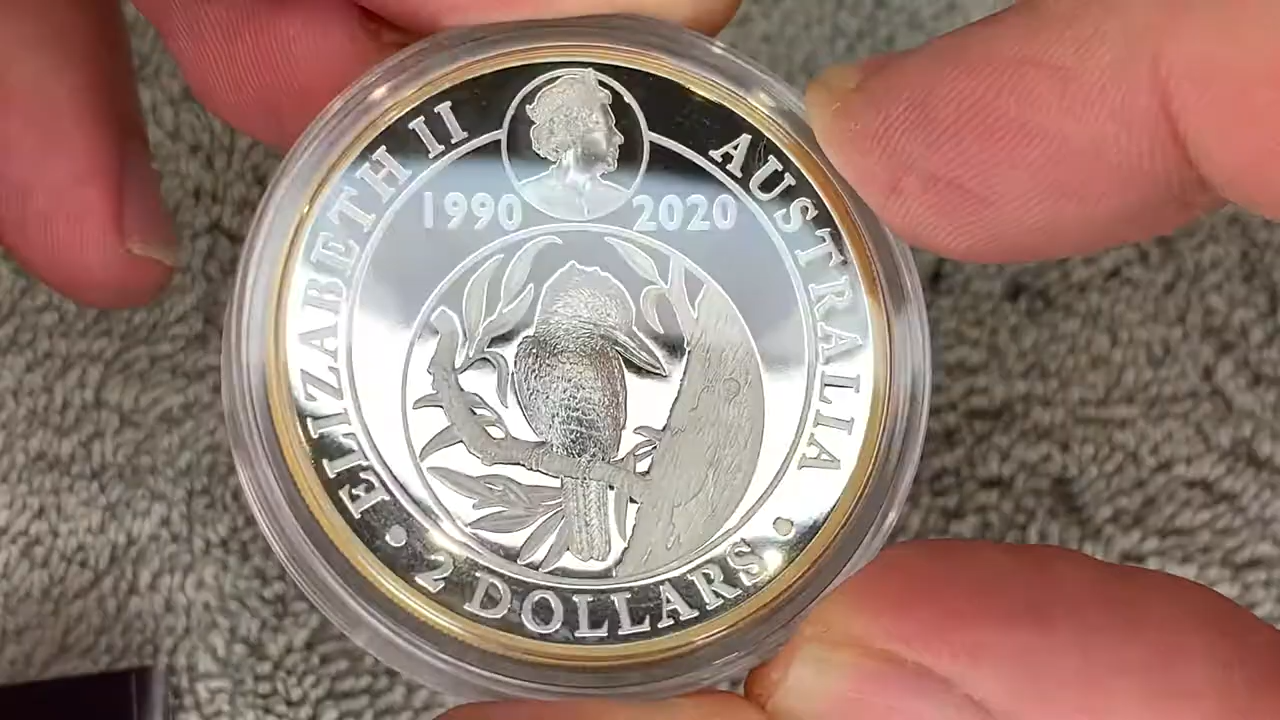 ELIZABETH II
AUSTRALIA
1990 2020
• 2 DOLLARS •